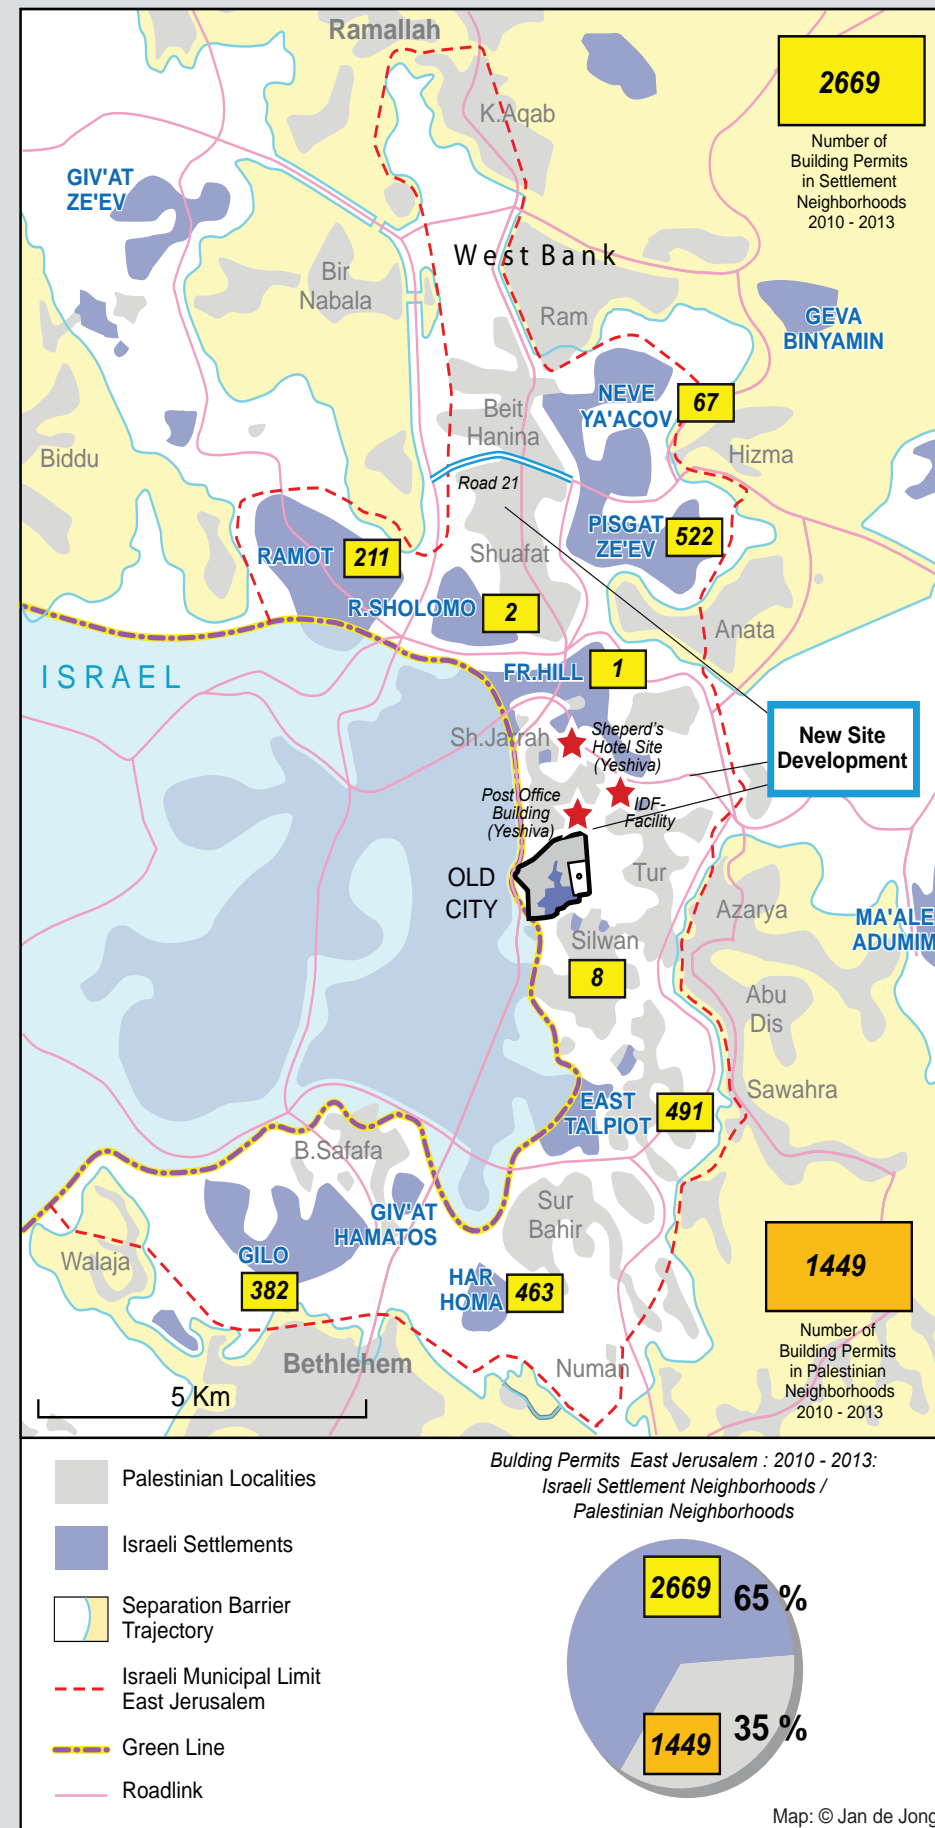 Ramallah
2669
K.Aqab
Number of
Building Permits
in Settlement
Neighborhoods
2010 - 2013
GIV'AT
ZE'EV
West Bank
Bir
Nabala
Ram
GEVA
BINYAMIN
NEVE
YA'ACOV
67
Beit
Hanina
Biddu
Hizma
Road 21
PISGAT
ZE'EV
522
RAMOT
211
Shuafat
R.SHOLOMO
2
Anata
ISRAEL
FR.HILL
1
Sh.Jarrah
Sheperd's
Hotel Site
(Yeshiva)
New Site
Development
Post Office
Building
(Yeshiva)
IDF-
Facility
OLD
CITY
Tur
Azarya
MA'ALE
ADUMIM
Silwan
8
Abu
Dis
Sawahra
EAST
TALPIOT
491
B.Safafa
GIV'AT
HAMATOS
Sur
Bahir
Walaja
GILO
382
HAR
HOMA
463
1449
Number of
Building Permits
in Palestinian
Neighborhoods
2010 - 2013
Bethlehem
Numan
5 Km
Palestinian Localities
Israeli Settlements
Separation Barrier
Trajectory
Israeli Municipal Limit
East Jerusalem
Green Line
Roadlink
Bulding Permits East Jerusalem : 2010 - 2013:
Israeli Settlement Neighborhoods /
Palestinian Neighborhoods
2669
65 %
1449
35 %
Map: © Jan de Jong